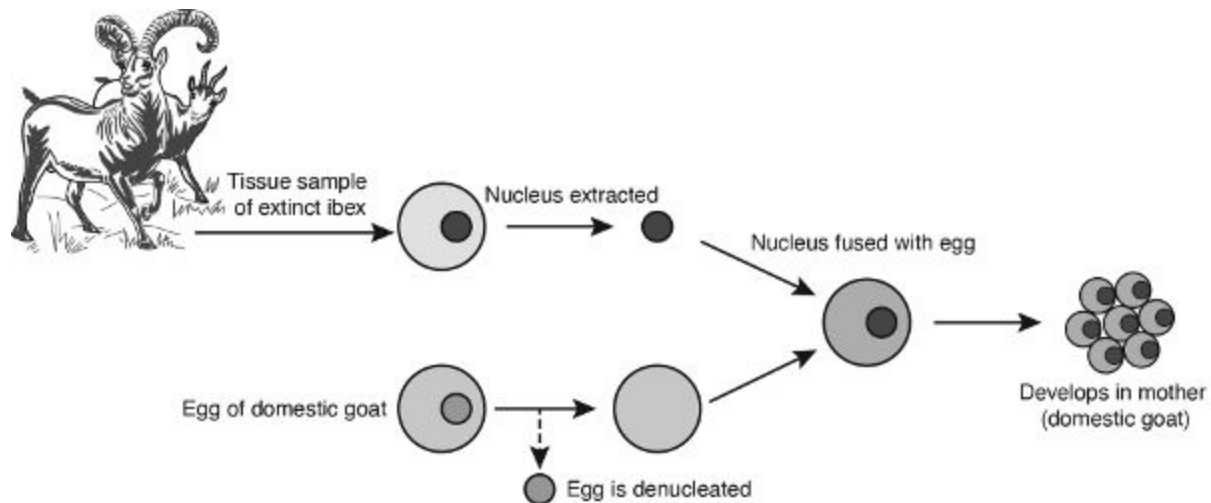 Tissue sample
of extinct ibex
Nucleus extracted
Nucleus fused with egg
Egg of domestic goat
Egg is denucleated
Develops in mother
(domestic goat)